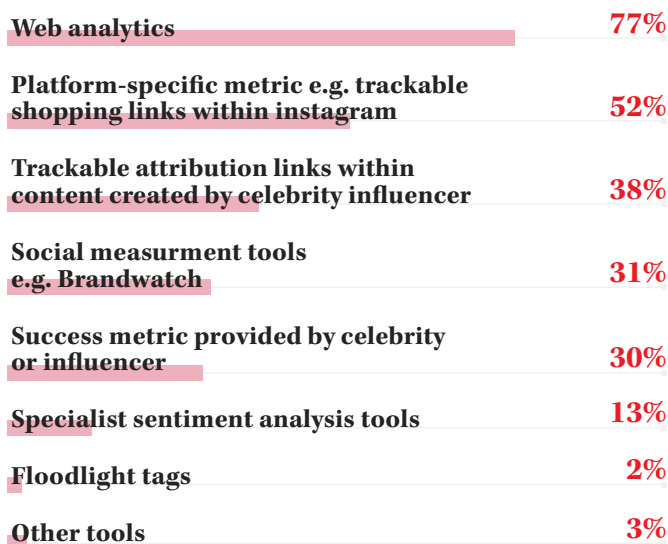 Web analytics 77%
Platform-specific metric e.g. trackable
shopping links within instagram 52%
Trackable attribution links within
content created by celebrity influencer 38%
Social measurment tools
e.g. Brandwatch 31%
Success metric provided by celebrity
or influencer 30%
Specialist sentiment analysis tools 13%
Floodlight tags 2%
Other tools 3%